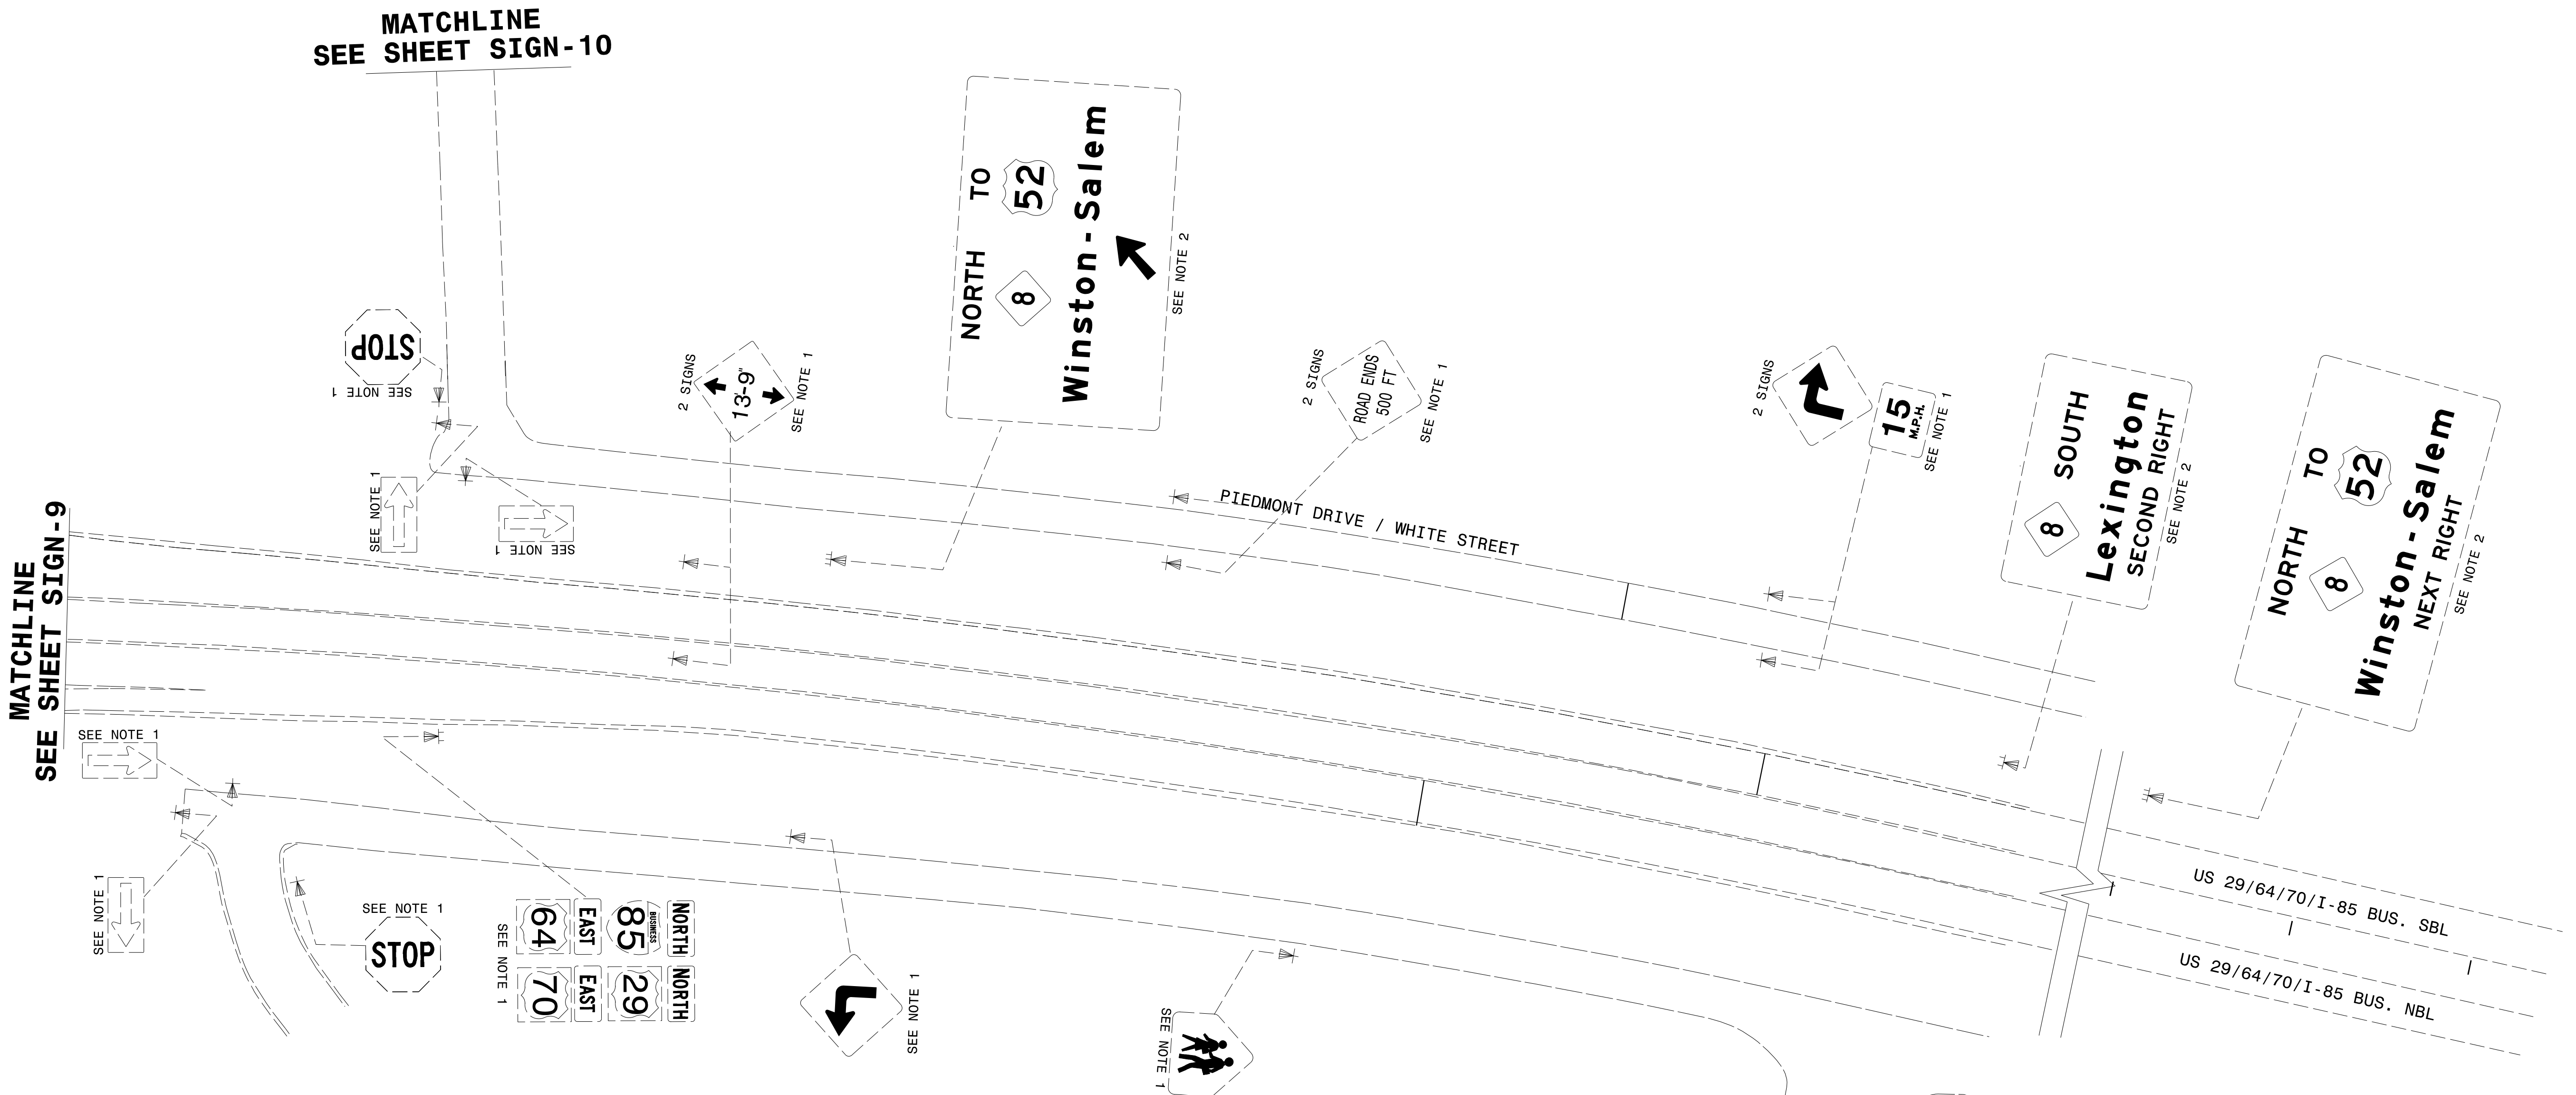 MATCHLINE
SEE SHEET SIGN-10
MATCHLINE
SEE SHEET SIGN-9
STOP
SEE NOTE 1
SEE NOTE 1
SEE NOTE 1
2 SIGNS
13'-9"
SEE NOTE 1
NORTH TO
8 52
Winston-Salem
SEE NOTE 2
2 SIGNS
ROAD ENDS
500 FT
SEE NOTE 1
PIEDMONT DRIVE / WHITE STREET
2 SIGNS
15
M.P.H.
SEE NOTE 1
8 SOUTH
Lexington
SECOND RIGHT
SEE NOTE 2
NORTH TO
8 52
Winston-Salem
NEXT RIGHT
SEE NOTE 2
US 29/64/70/I-85 BUS. SBL
US 29/64/70/I-85 BUS. NBL
SEE NOTE 1
SEE NOTE 1
SEE NOTE 1
STOP
NORTH NORTH
BUSINESS
85 29
EAST EAST
64 70
SEE NOTE 1
SEE NOTE 1
SEE NOTE 1